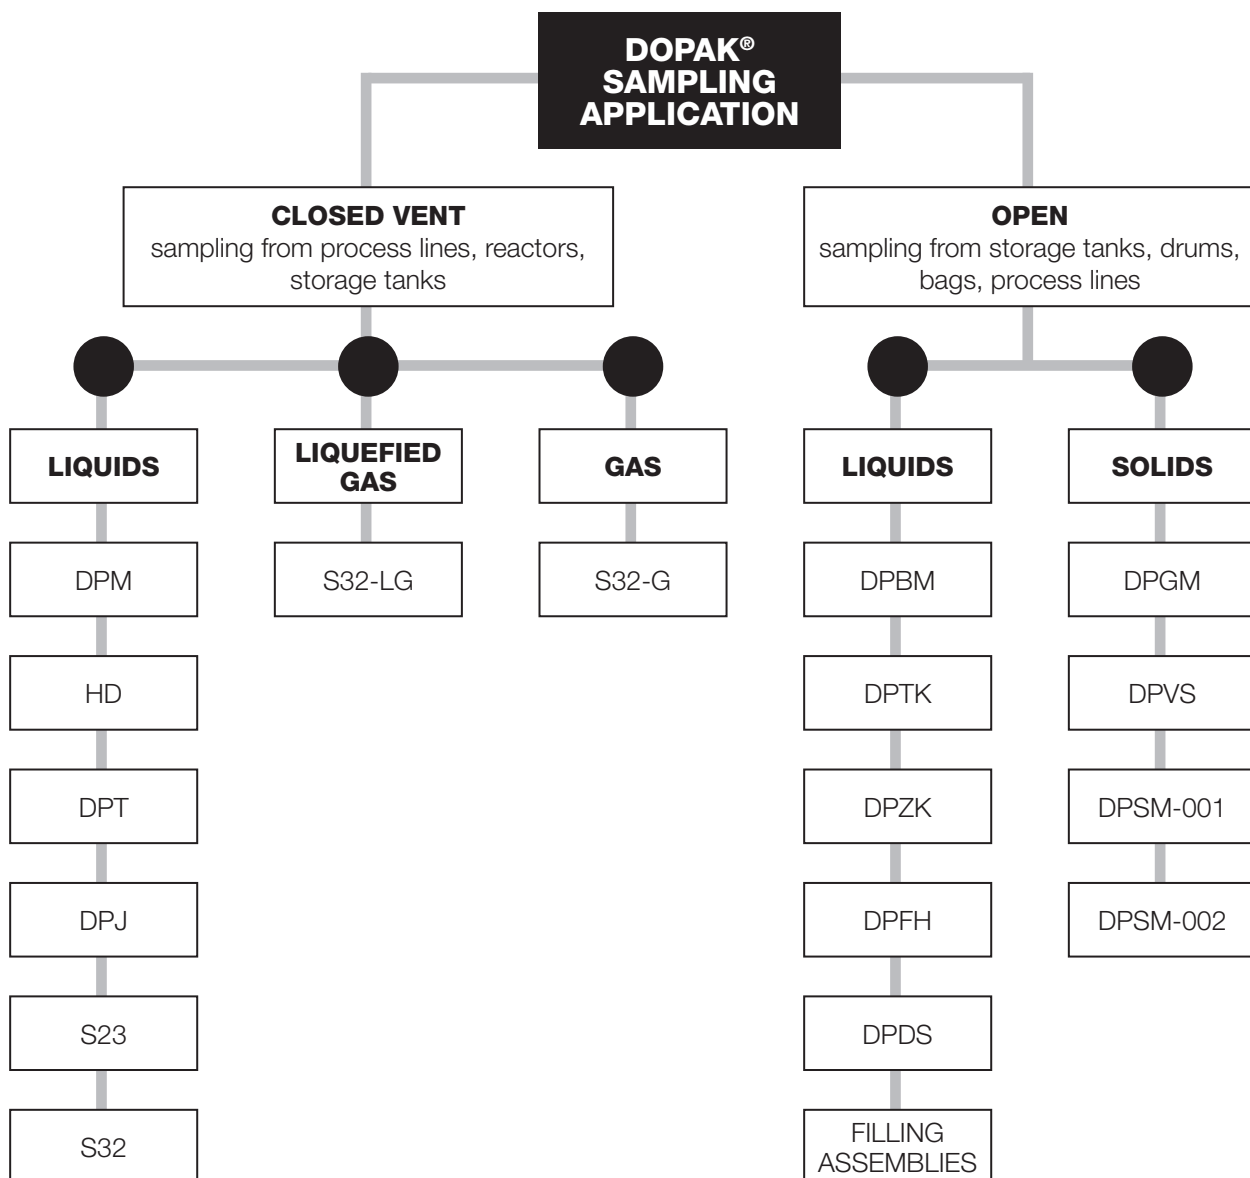 DOPAK®
SAMPLING
APPLICATION
CLOSED VENT
sampling from process lines, reactors,
storage tanks
OPEN
sampling from storage tanks, drums,
bags, process lines
LIQUIDS
LIQUEFIED
GAS
GAS
LIQUIDS
SOLIDS
DPM
S32-LG
S32-G
DPBM
DPGM
HD
DPTK
DPVS
DPT
DPZK
DPSM-001
DPJ
DPFH
DPSM-002
S23
DPDS
S32
FILLING
ASSEMBLIES